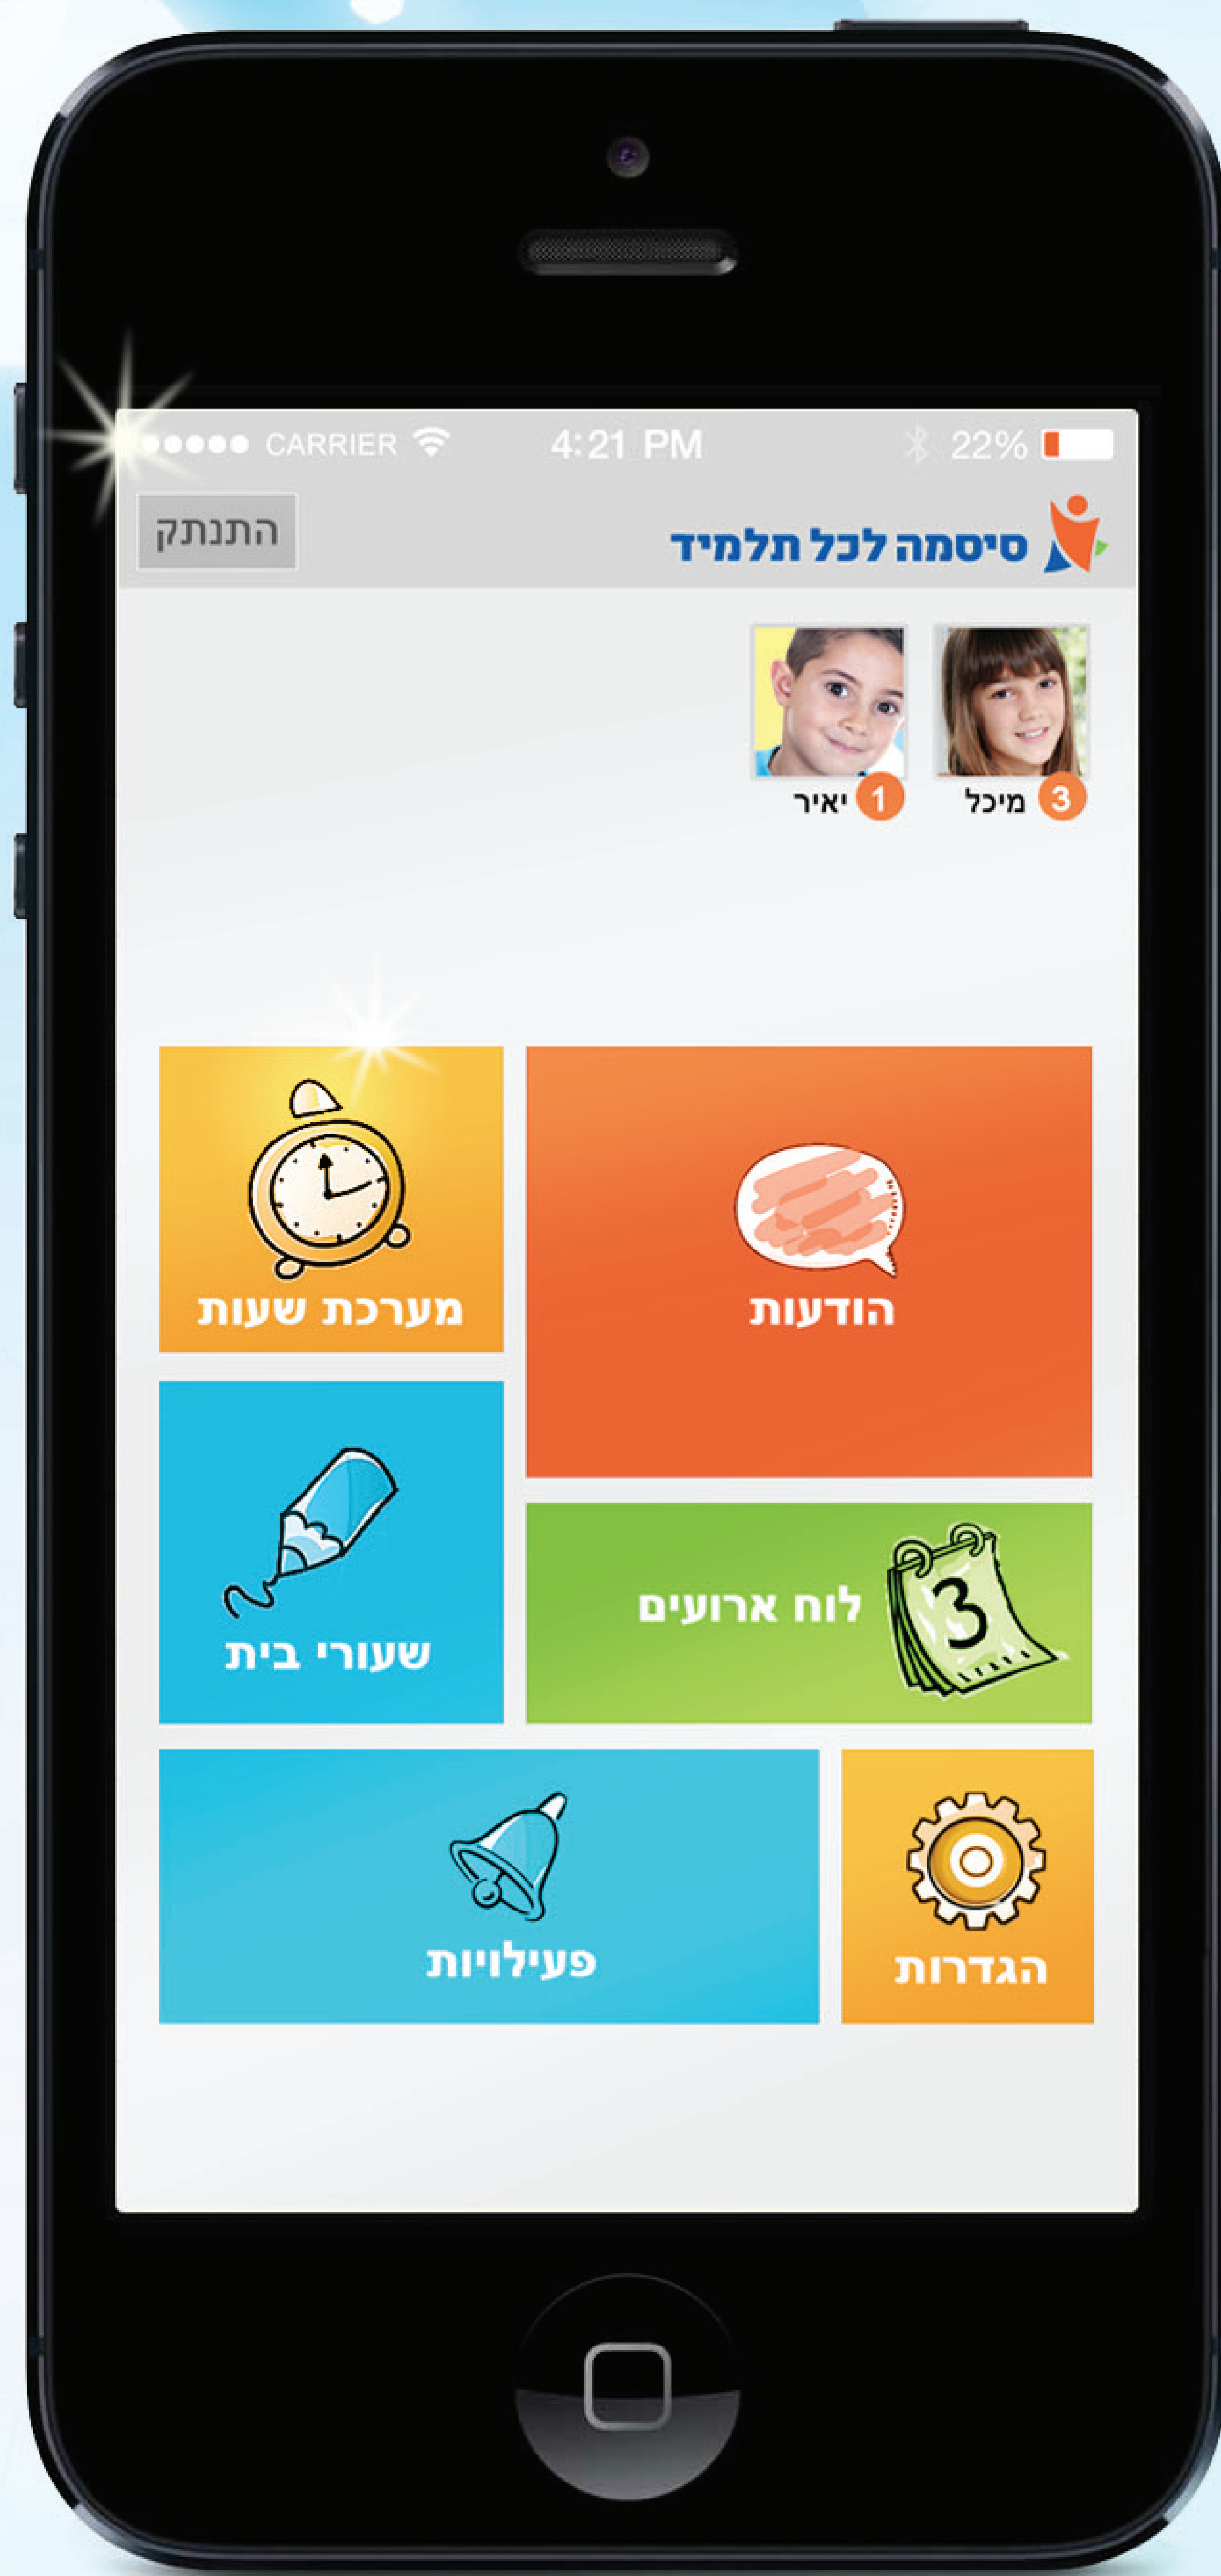 CARRIER 4:21 PM 22%
סיסמה לכל תלמיד התנתק
3 מיכל 1 יאיר
הודעות
מערכת שעות
לוח ארועים 3
שעורי בית
הגדרות
פעילויות